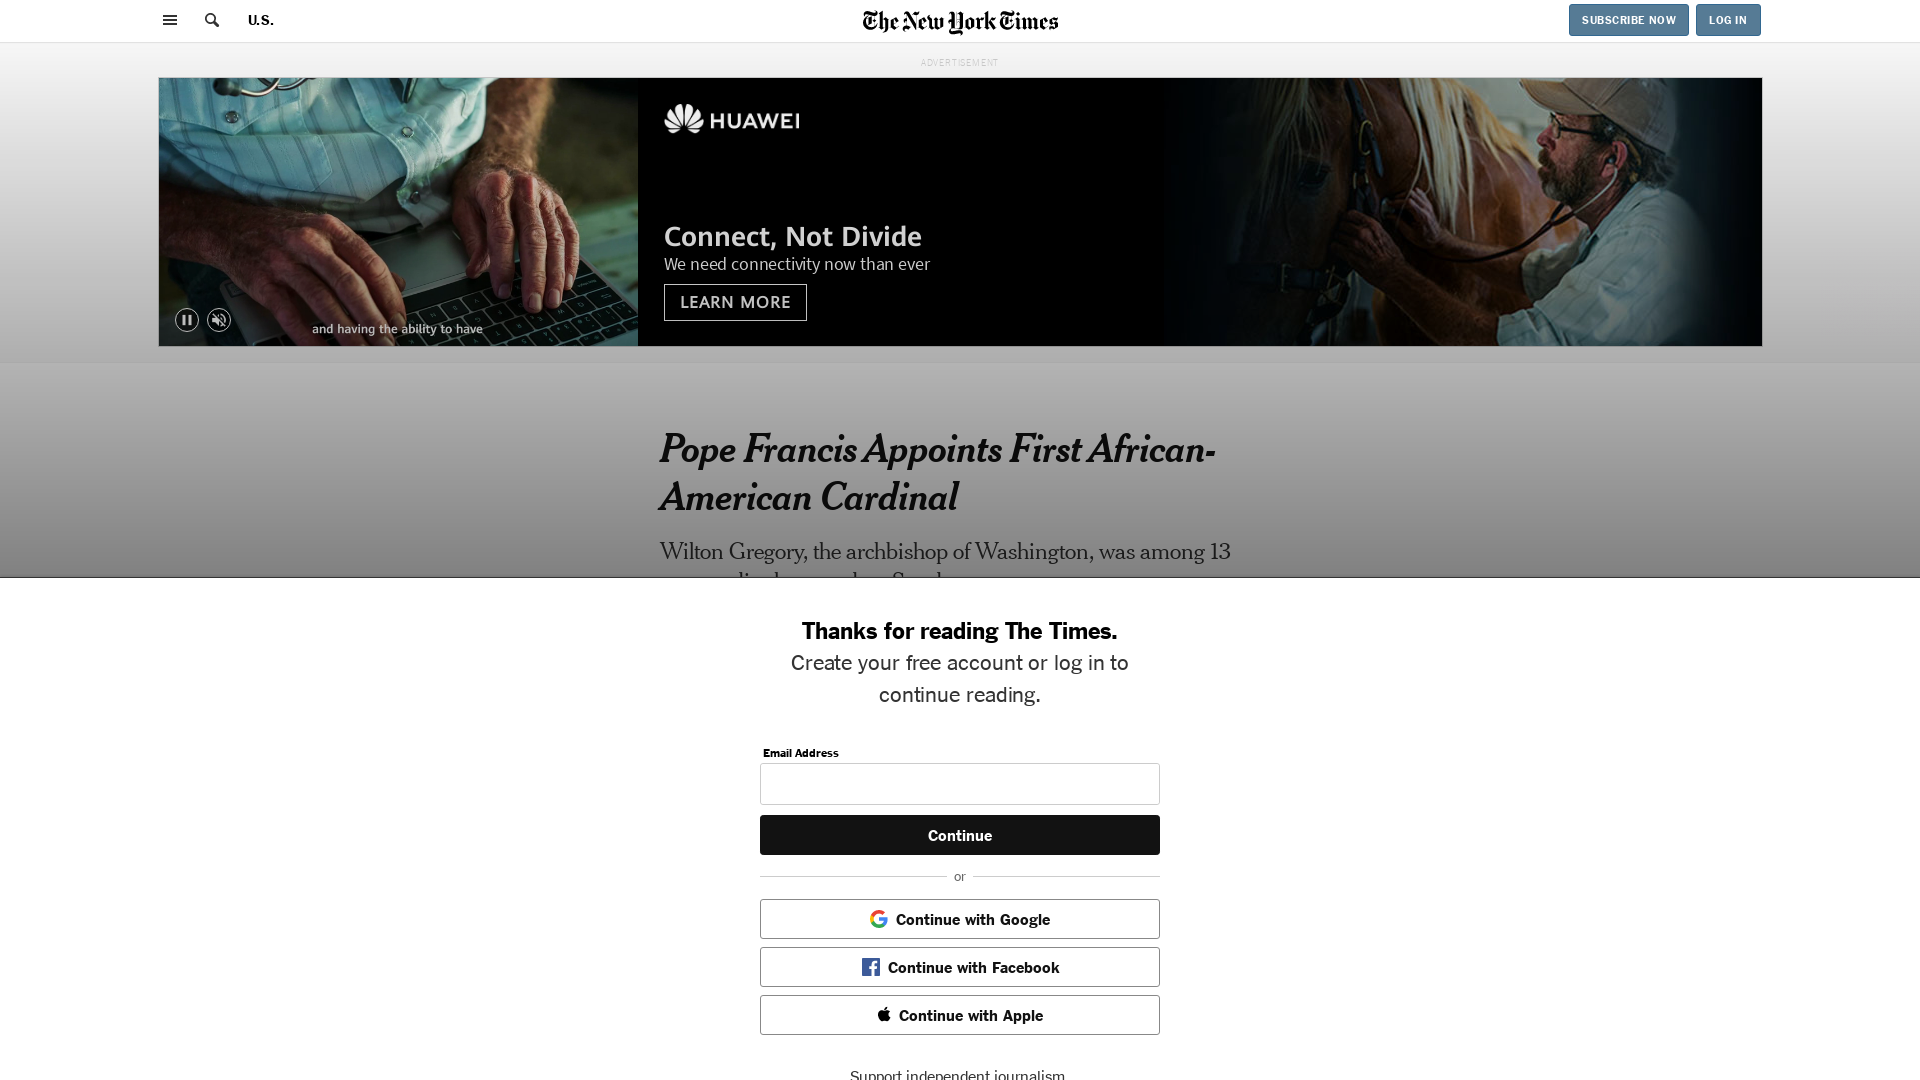 U.S.
The New York Times
SUBSCRIBE NOW
LOG IN
ADVERTISEMENT
HUAWEI
Connect, Not Divide
We need connectivity now than ever
LEARN MORE
and having the ability to have
Pope Francis Appoints First African-
American Cardinal
Wilton Gregory, the archbishop of Washington, was among 13
Thanks for reading The Times.
Create your free account or log in to
continue reading.
Email Address
Continue
or
Continue with Google
Continue with Facebook
Continue with Apple
Support independent journalism